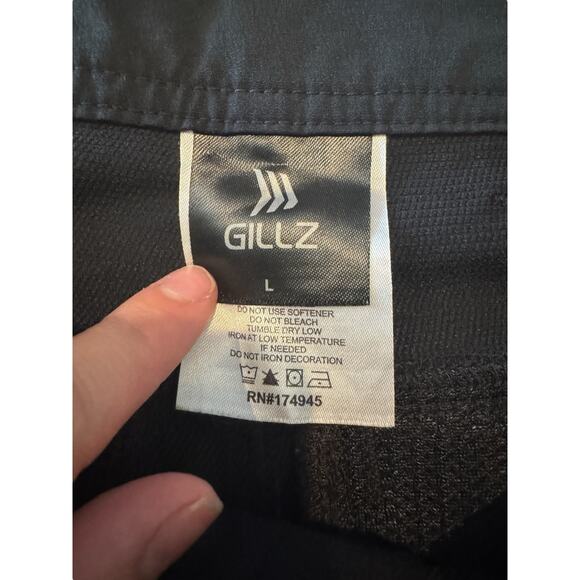 GILLZ
L
DO NOT USE SOFTENER
DO NOT BLEACH
TUMBLE DRY LOW
IRON AT LOW TEMPERATURE
IF NEEDED
DO NOT IRON DECORATION
RN#174945